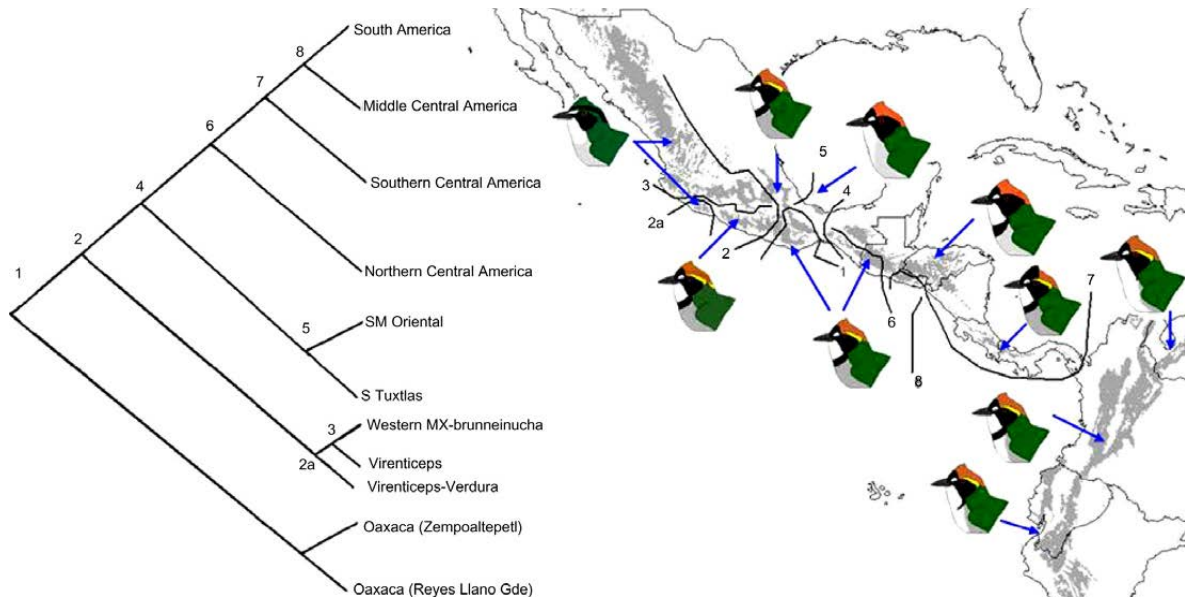 South America
8
7
Middle Central America
6
Southern Central America
4
2
Northern Central America
1
5
SM Oriental
S Tuxtlas
Western MX-brunneinucha
3
2a
Virenticeps
Virenticeps-Verdura
Oaxaca (Zempoaltepetl)
Oaxaca (Reyes Llano Gde)
5
3
4
2a
2
1
7
6
8